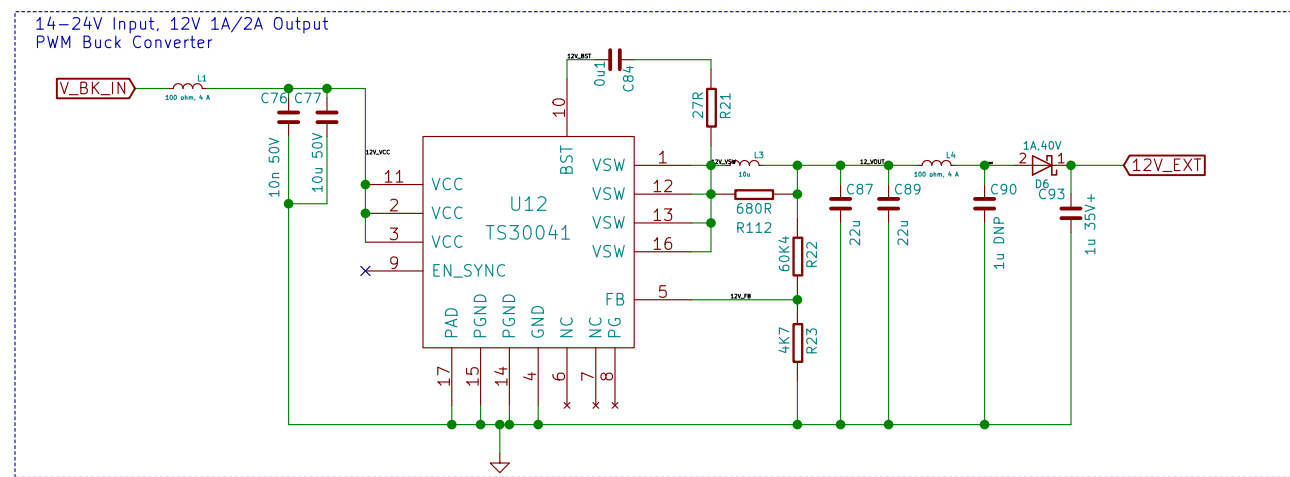 14-24V Input, 12V 1A/2A Output
PWM Buck Converter
V_BK_IN
L1
100 ohm, 4 A
C76
10n 50V
C77
10u 50V
12V_VCC
12V_BST
0u1
C84
27R
R21
10
BST
11
VCC
2
VCC
3
VCC
9
EN_SYNC
U12
TS30041
VSW
1
VSW
12
VSW
13
VSW
16
FB
5
PAD
PGND
PGND
GND
NC
NC
PG
17
15
14
4
6
7
8
12V_VSW
L3
10u
680R
R112
60K4
R22
12V_FB
4K7
R23
12_VOUT
C87
22u
C89
22u
L4
100 ohm, 4 A
C90
1u DNP
1A,40V
2
1
D6
C93
1u 35V+
12V_EXT